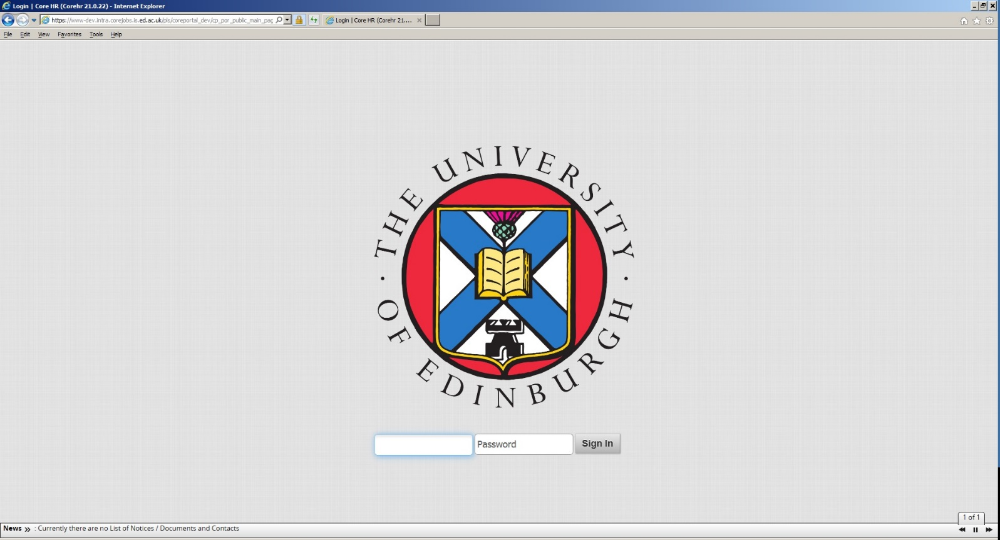 Login | Core HR (Corehr 21.0.22) - Internet Explorer
https://www-dev.intra.corejobs.is.ed.ac.uk/pls/coreportal_dev/cp_por_public_main_pag
Login | Core HR (Corehr 21....
File Edit View Favorites Tools Help
THE UNIVERSITY
OF EDINBURGH
Password
Sign In
1 of 1
News » : Currently there are no List of Notices / Documents and Contacts